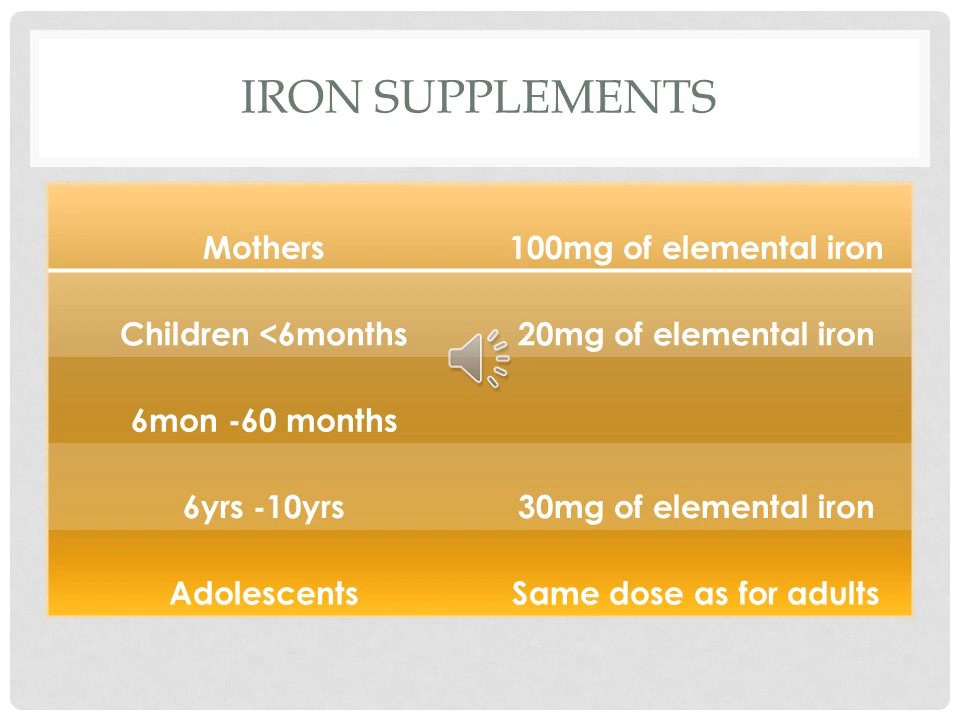 IRON SUPPLEMENTS
Mothers 100mg of elemental iron
Children <6months 20mg of elemental iron
6mon -60 months
6yrs -10yrs 30mg of elemental iron
Adolescents Same dose as for adults